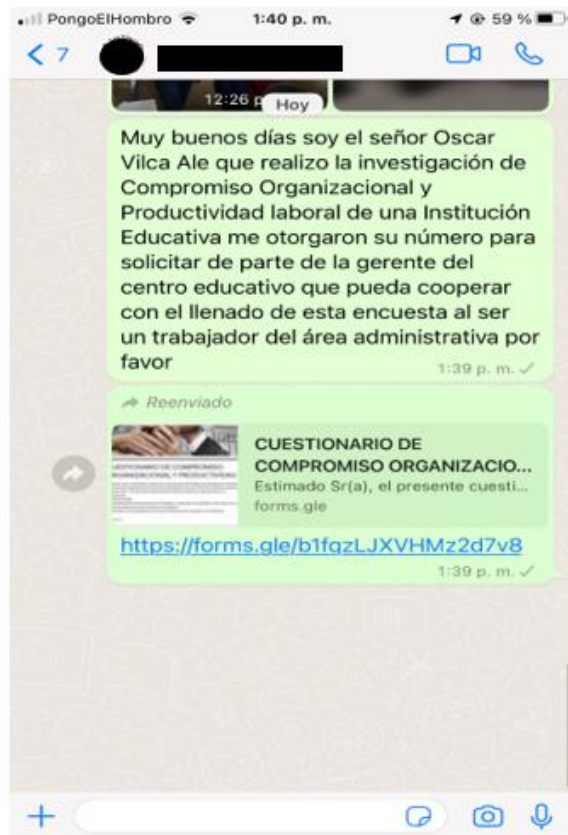 PongoElHombro 1:40 p. m. 59 %
7
12:26 p
Hoy
Muy buenos días soy el señor Oscar
Vilca Ale que realizo la investigación de
Compromiso Organizacional y
Productividad laboral de una Institución
Educativa me otorgaron su número para
solicitar de parte de la gerente del
centro educativo que pueda cooperar
con el llenado de esta encuesta al ser
un trabajador del área administrativa por
favor
1:39 p. m.
Reenviado
CUESTIONARIO DE
COMPROMISO ORGANIZACIO...
Estimado Sr(a), el presente cuesti...
forms.gle
https://forms.gle/b1fqzLJXVHMz2d7v8
1:39 p. m.